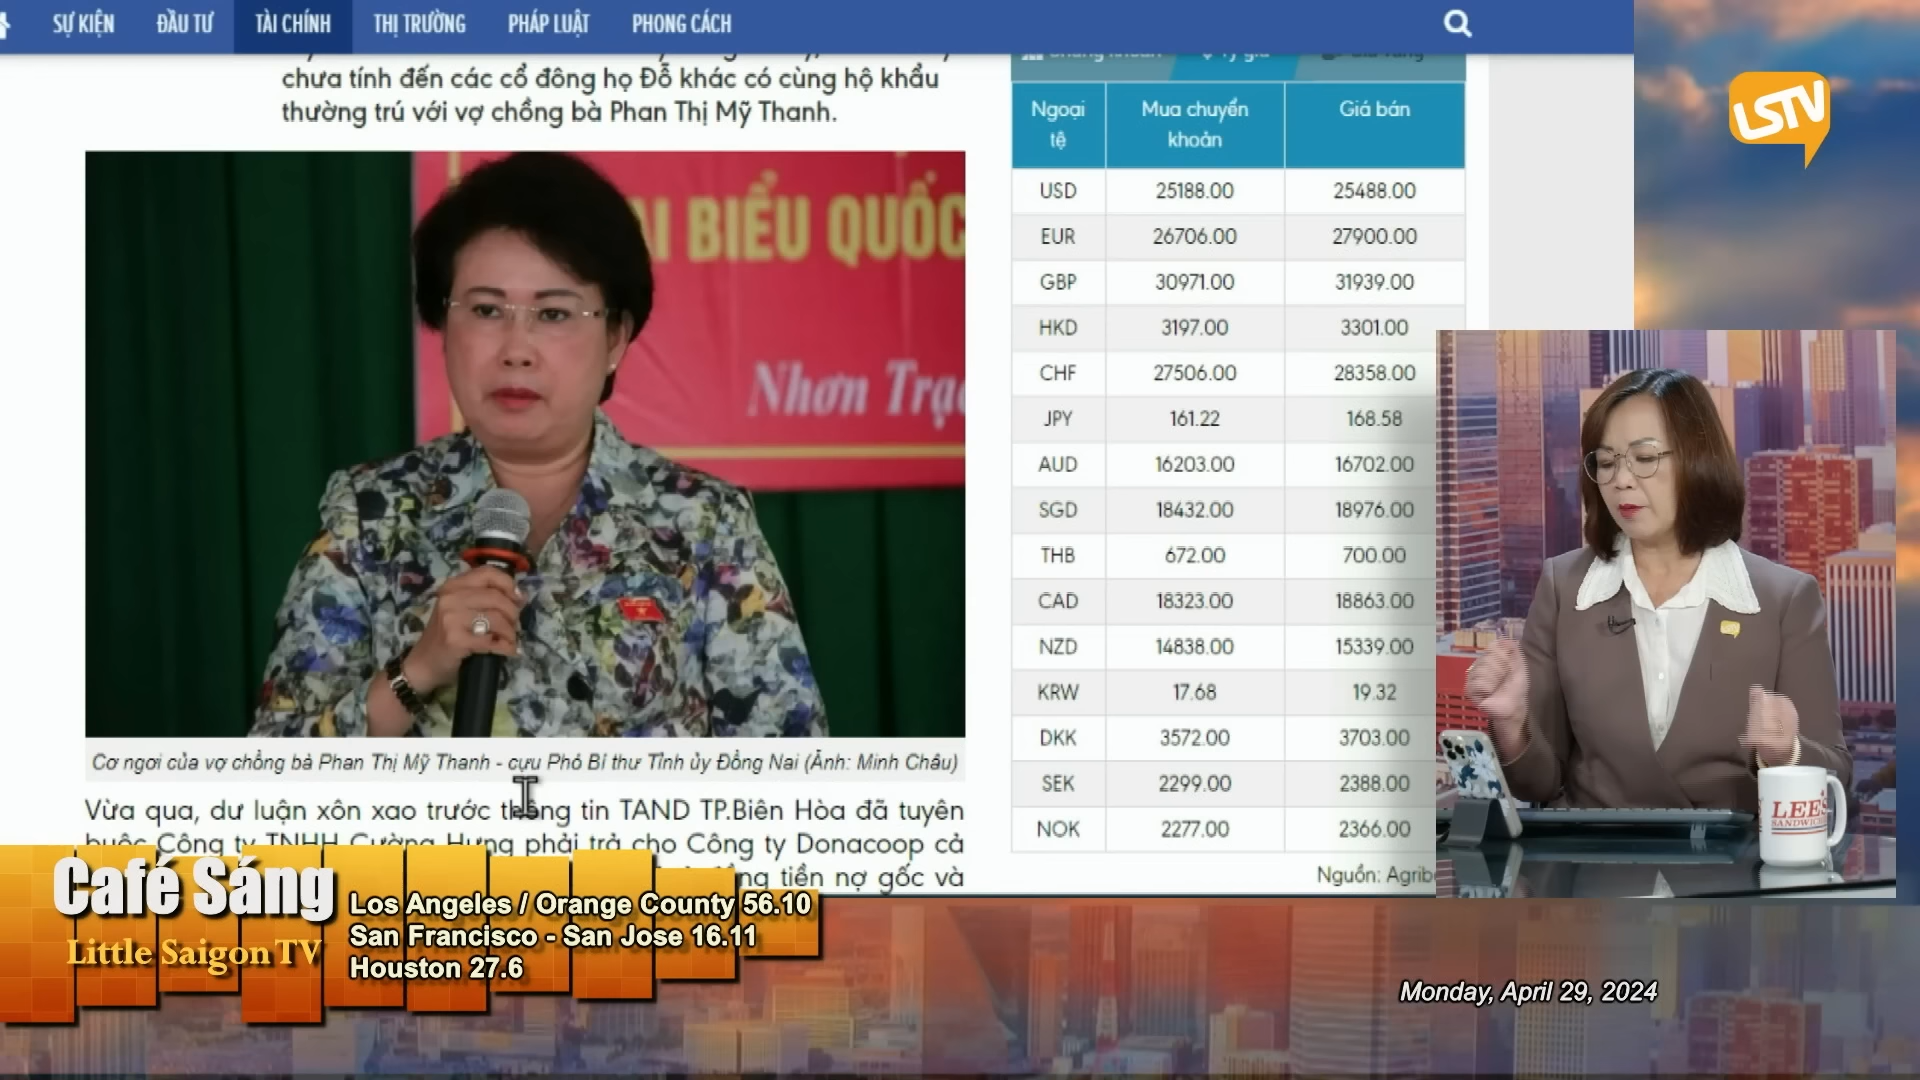 SỰ KIỆN ĐẦU TƯ TÀI CHÍNH THỊ TRƯỜNG PHÁP LUẬT PHONG CÁCH
chưa tính đến các cổ đông họ Đỗ khác có cùng hộ khẩu
thường trú với vợ chồng bà Phan Thị Mỹ Thanh.
AI BIỂU QUỐC
Nhơn Trạc
Cơ ngơi của vợ chồng bà Phan Thị Mỹ Thanh - cựu Phó Bí thư Tỉnh ủy Đồng Nai (Ảnh: Minh Châu)
Vừa qua, dư luận xôn xao trước thông tin TAND TP.Biên Hòa đã tuyên
buộc Công ty TNHH Cường Hưng phải trả cho Công ty Donacoop cả
tiền nợ gốc và
Ngoại tệ Mua chuyển khoản Giá bán
USD 25188.00 25488.00
EUR 26706.00 27900.00
GBP 30971.00 31939.00
HKD 3197.00 3301.00
CHF 27506.00 28358.00
JPY 161.22 168.58
AUD 16203.00 16702.00
SGD 18432.00 18976.00
THB 672.00 700.00
CAD 18323.00 18863.00
NZD 14838.00 15339.00
KRW 17.68 19.32
DKK 3572.00 3703.00
SEK 2299.00 2388.00
NOK 2277.00 2366.00
Nguồn: Agrib
LSTV
LEE'S
SANDWICH
Café Sáng
Little Saigon TV
Los Angeles / Orange County 56.10
San Francisco - San Jose 16.11
Houston 27.6
Monday, April 29, 2024